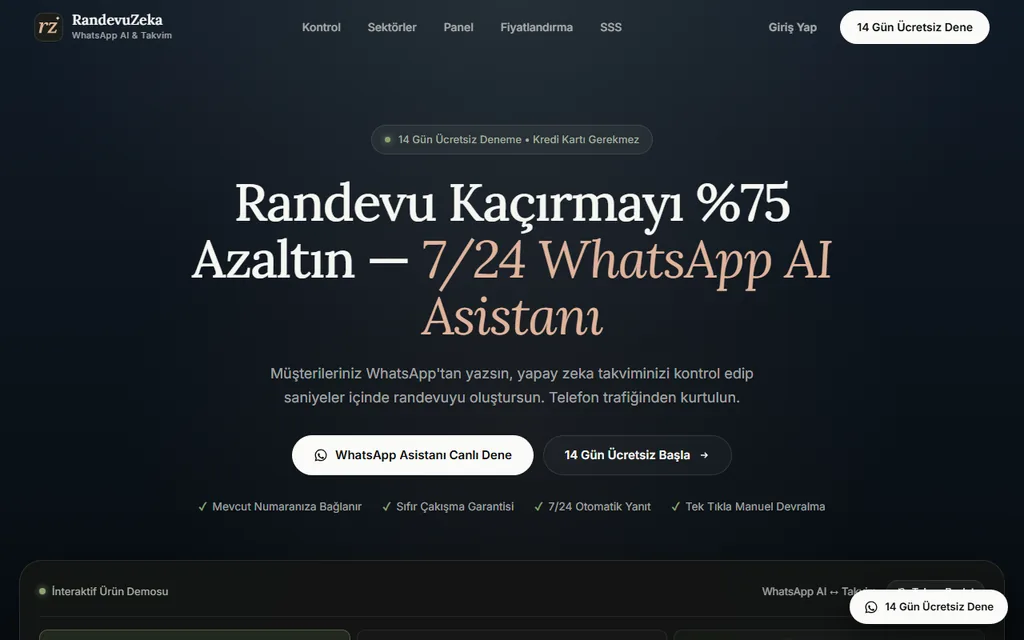 rz
RandevuZeka
WhatsApp AI & Takvim
Kontrol
Sektörler
Panel
Fiyatlandırma
SSS
Giriş Yap
14 Gün Ücretsiz Dene
14 Gün Ücretsiz Deneme • Kredi Kartı Gerekmez
Randevu Kaçırmayı %75
Azaltın — 7/24 WhatsApp AI
Asistanı
Müşterileriniz WhatsApp'tan yazsın, yapay zeka takviminizi kontrol edip
saniyeler içinde randevuyu oluştursun. Telefon trafiğinden kurtulun.
WhatsApp Asistanı Canlı Dene
14 Gün Ücretsiz Başla →
✓ Mevcut Numaranıza Bağlanır
✓ Sıfır Çakışma Garantisi
✓ 7/24 Otomatik Yanıt
✓ Tek Tıkla Manuel Devralma
İnteraktif Ürün Demosu
WhatsApp AI ↔
14 Gün Ücretsiz Dene